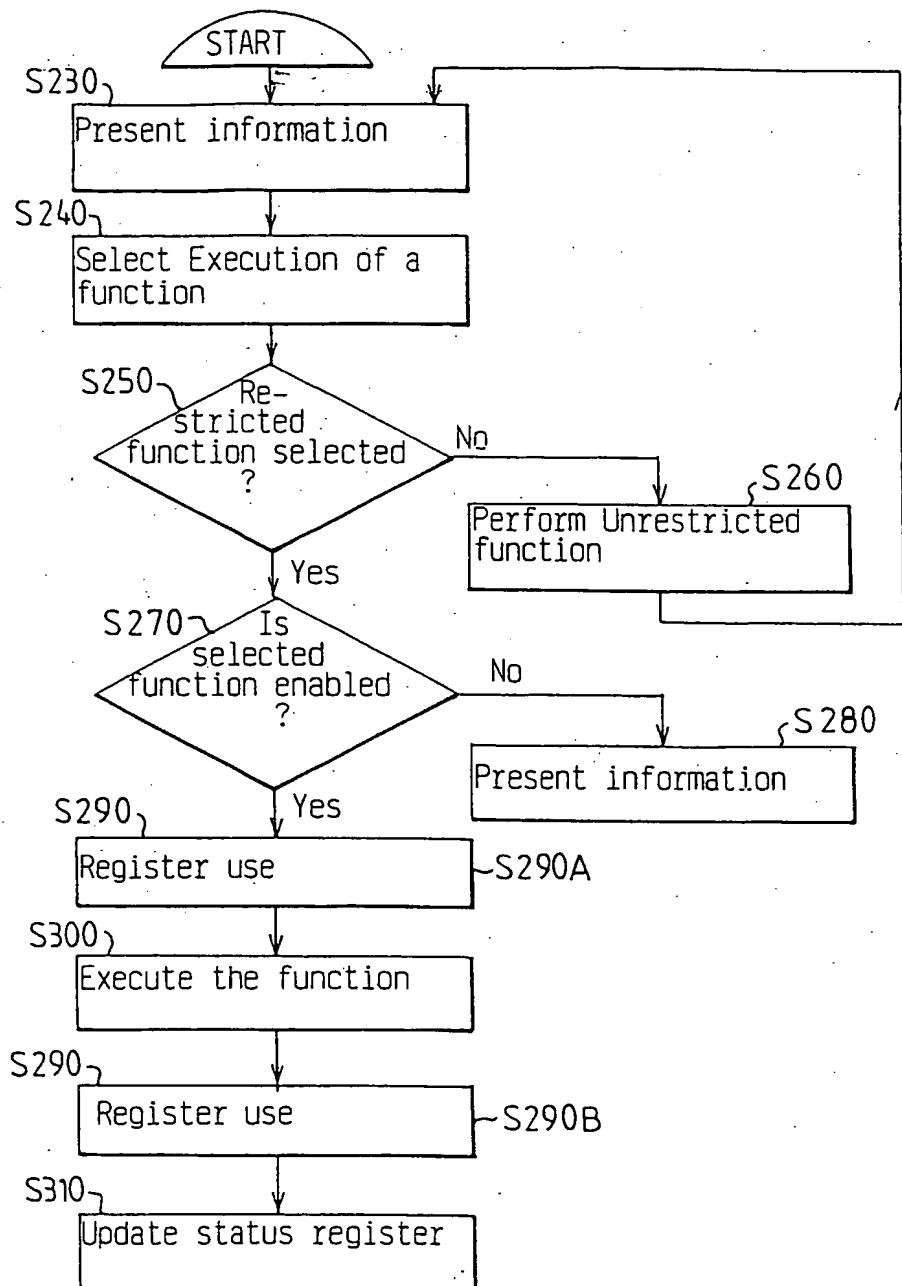 START
S230
Present information
S240
Select Execution of a
function
S250
Re-
stricted
function selected
?
No
S260
Perform Unrestricted
function
Yes
S270
Is
selected
function enabled
?
No
S280
Present information
Yes
S290
Register use
S290A
S300
Execute the function
S290
Register use
S290B
S310
Update status register